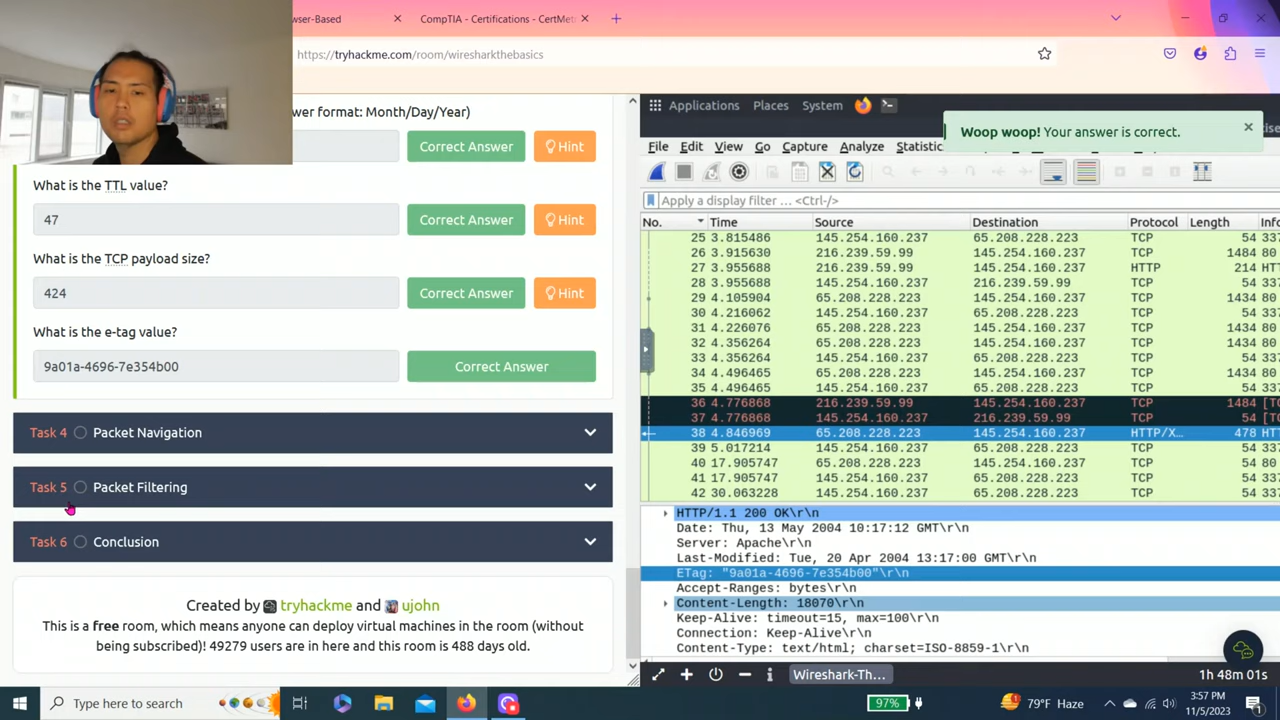 wser-Based
CompTIA - Certifications - CertMet
https://tryhackme.com/room/wiresharkthebasics
wer format: Month/Day/Year)
Correct Answer
Hint
What is the TTL value?
47
Correct Answer
Hint
What is the TCP payload size?
424
Correct Answer
Hint
What is the e-tag value?
9a01a-4696-7e354b00
Correct Answer
Task 4 Packet Navigation
Task 5 Packet Filtering
Task 6 Conclusion
Created by tryhackme and ujohn
This is a free room, which means anyone can deploy virtual machines in the room (without
being subscribed)! 49279 users are in here and this room is 488 days old.
Applications Places System
Woop woop! Your answer is correct.
File Edit View Go Capture Analyze Statistic
Apply a display filter ... <Ctrl-/>
No. Time Source Destination Protocol Length Info
25 3.815486 145.254.160.237 65.208.228.223 TCP 54 337
26 3.915630 216.239.59.99 145.254.160.237 TCP 1484 80
27 3.955688 216.239.59.99 145.254.160.237 HTTP 214 HT
28 3.955688 145.254.160.237 216.239.59.99 TCP 54 337
29 4.105904 65.208.228.223 145.254.160.237 TCP 1434 80
30 4.216062 145.254.160.237 65.208.228.223 TCP 54 337
31 4.226076 65.208.228.223 145.254.160.237 TCP 1434 80
32 4.356264 65.208.228.223 145.254.160.237 TCP 1434 80
33 4.356264 145.254.160.237 65.208.228.223 TCP 54 337
34 4.496465 65.208.228.223 145.254.160.237 TCP 1434 80
35 4.496465 145.254.160.237 65.208.228.223 TCP 54 337
36 4.776868 216.239.59.99 145.254.160.237 TCP 1484 [TC
37 4.776868 145.254.160.237 216.239.59.99 TCP 54 [TC
38 4.846969 65.208.228.223 145.254.160.237 HTTP/X... 478 HTT
39 5.017214 145.254.160.237 65.208.228.223 TCP 54 337
40 17.905747 65.208.228.223 145.254.160.237 TCP 54 80
41 17.905747 145.254.160.237 65.208.228.223 TCP 54 337
42 30.063228 145.254.160.237 65.208.228.223 TCP 54 337
HTTP/1.1 200 OK\r\n
Date: Thu, 13 May 2004 10:17:12 GMT\r\n
Server: Apache\r\n
Last-Modified: Tue, 20 Apr 2004 13:17:00 GMT\r\n
ETag: "9a01a-4696-7e354b00"\r\n
Accept-Ranges: bytes\r\n
Content-Length: 18070\r\n
Keep-Alive: timeout=15, max=100\r\n
Connection: Keep-Alive\r\n
Content-Type: text/html; charset=ISO-8859-1\r\n
Wireshark-Th...
1h 48m 01s
Type here to search
97%
79°F Haze
3:57 PM
11/5/2023